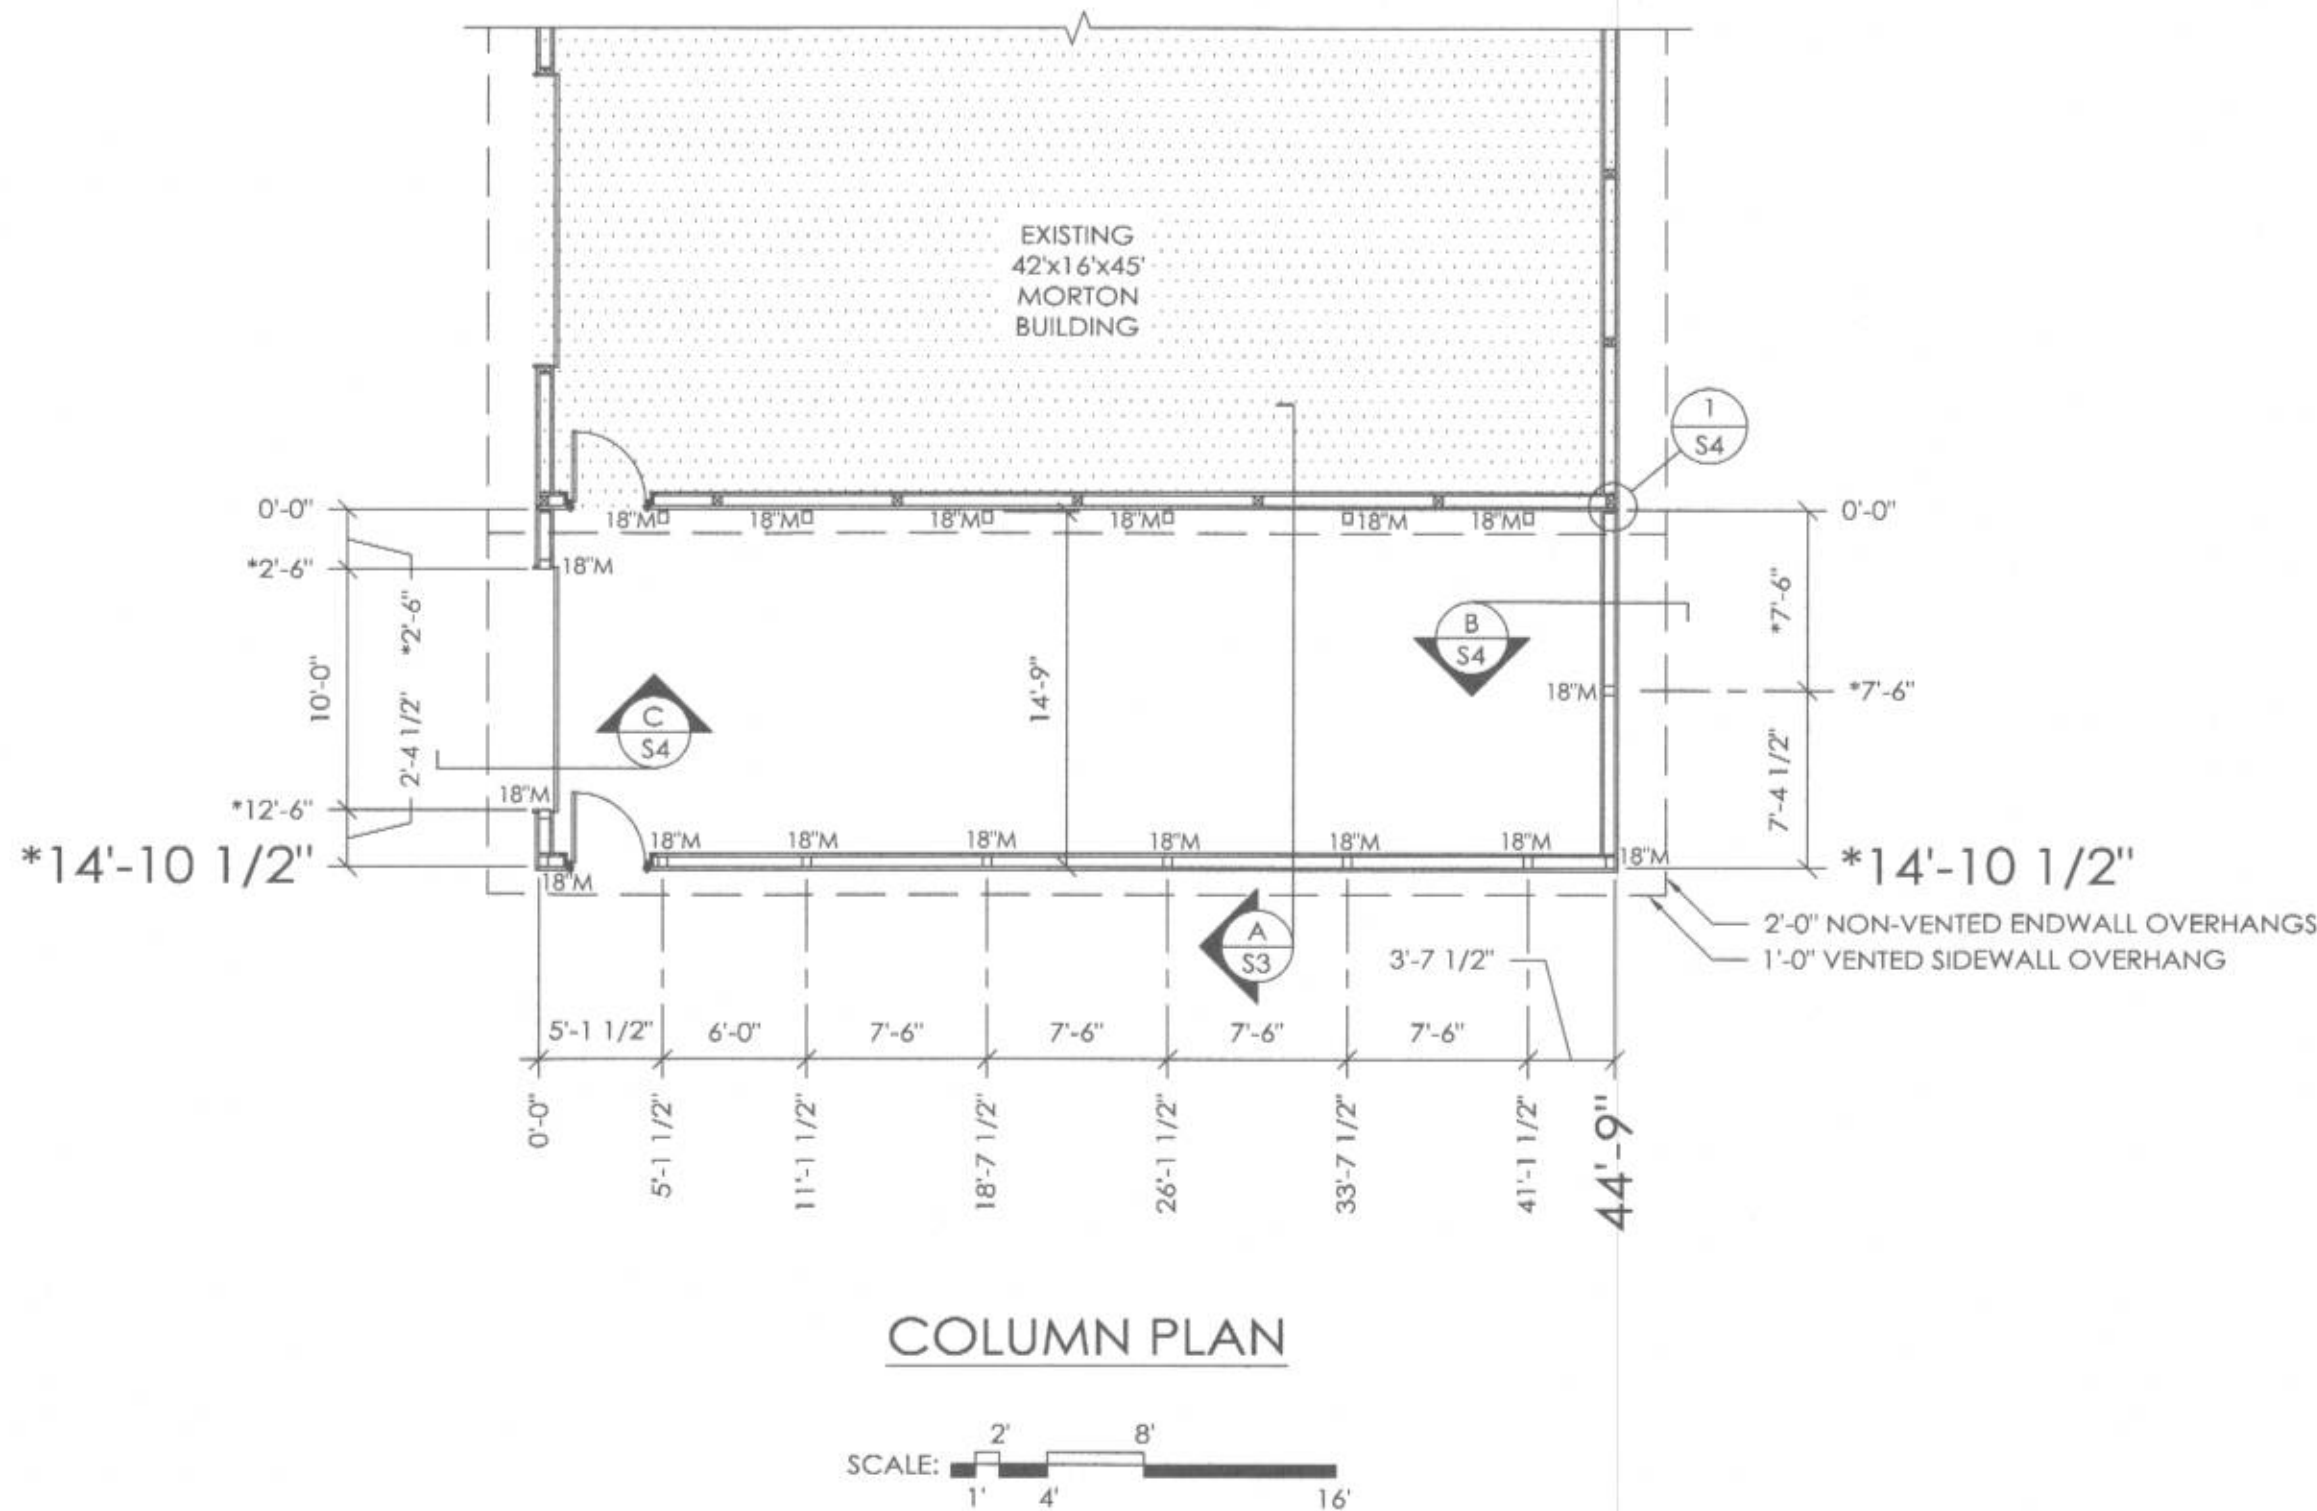 EXISTING
42'x16'x45'
MORTON
BUILDING
1
S4
0'-0"
0'-0"
18"M 18"M 18"M 18"M 18"M 18"M
*2'-6"
18"M
*2'-6"
*7'-6"
B
S4
10'-0"
14'-9"
18"M
*7'-6"
C
S4
2'-4 1/2"
7'-4 1/2"
*12'-6"
18"M
18"M 18"M 18"M 18"M 18"M 18"M
*14'-10 1/2"
18"M
18"M
*14'-10 1/2"
2'-0" NON-VENTED ENDWALL OVERHANGS
1'-0" VENTED SIDEWALL OVERHANG
A
S3
3'-7 1/2"
5'-1 1/2" 6'-0" 7'-6" 7'-6" 7'-6" 7'-6"
0'-0"
5'-1 1/2"
11'-1 1/2"
18'-7 1/2"
26'-1 1/2"
33'-7 1/2"
41'-1 1/2"
44'-9"
COLUMN PLAN
2' 8'
SCALE:
1' 4' 16'